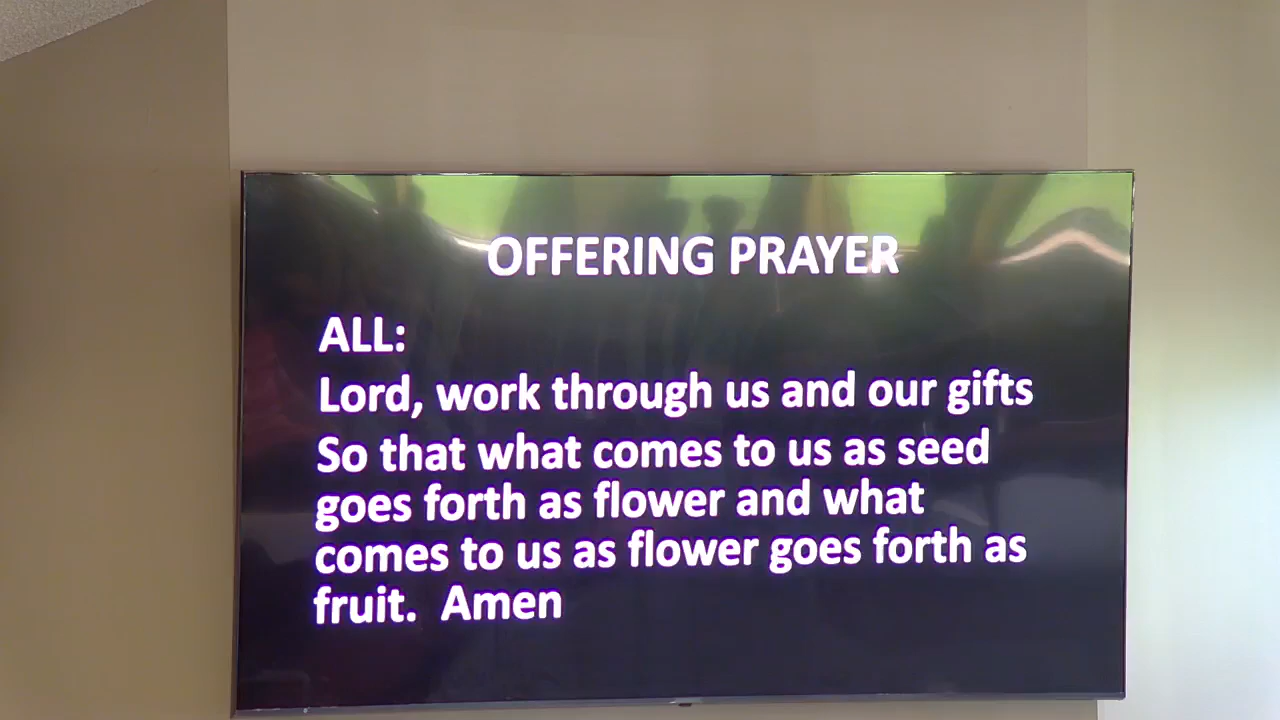 OFFERING PRAYER
ALL:
Lord, work through us and our gifts
So that what comes to us as seed
goes forth as flower and what
comes to us as flower goes forth as
fruit.  Amen